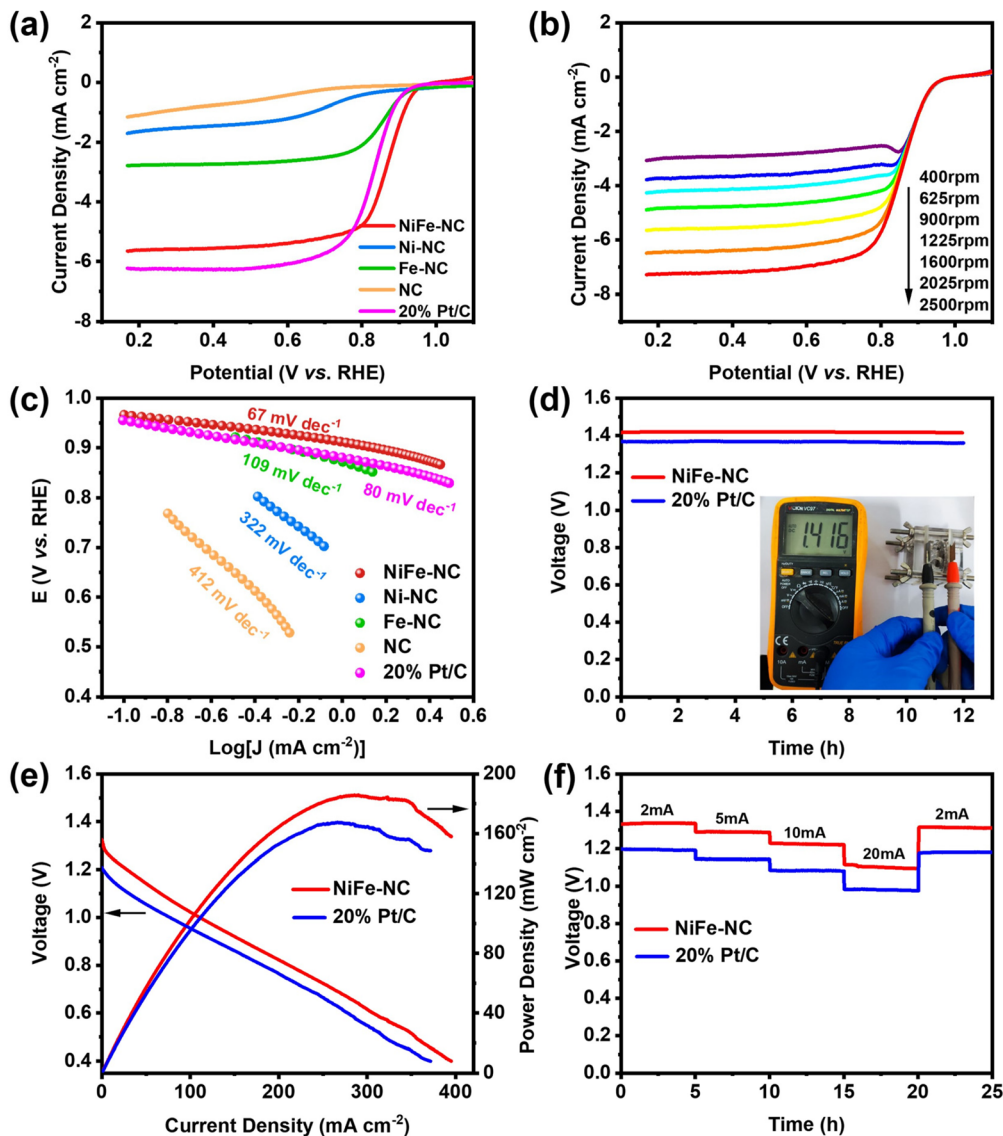 (a)
2
0
-2
-4
-6
-8
0.2 0.4 0.6 0.8 1.0
Current Density (mA cm⁻²)
Potential (V vs. RHE)
NiFe-NC
Ni-NC
Fe-NC
NC
20% Pt/C
(b)
2
0
-2
-4
-6
-8
0.2 0.4 0.6 0.8 1.0
Current Density (mA cm⁻²)
Potential (V vs. RHE)
400rpm
625rpm
900rpm
1225rpm
1600rpm
2025rpm
2500rpm
(c)
1.0
0.9
0.8
0.7
0.6
0.5
0.4
-1.0 -0.8 -0.6 -0.4 -0.2 0.0 0.2 0.4 0.6
E (V vs. RHE)
Log[J (mA cm⁻²)]
67 mV dec⁻¹
109 mV dec⁻¹
80 mV dec⁻¹
322 mV dec⁻¹
412 mV dec⁻¹
NiFe-NC
Ni-NC
Fe-NC
NC
20% Pt/C
(d)
1.6
1.4
1.2
1.0
0.8
0.6
0.4
0.2
0.0
0 2 4 6 8 10 12
Voltage (V)
Time (h)
NiFe-NC
20% Pt/C
VC97
1.416
CE
10A
mA
(e)
1.6
1.4
1.2
1.0
0.8
0.6
0.4
200
160
120
80
40
0
0 100 200 300 400
Voltage (V)
Power Density (mW cm⁻²)
Current Density (mA cm⁻²)
NiFe-NC
20% Pt/C
(f)
1.6
1.4
1.2
1.0
0.8
0.6
0.4
0.2
0.0
0 5 10 15 20 25
Voltage (V)
Time (h)
2mA
5mA
10mA
20mA
2mA
NiFe-NC
20% Pt/C